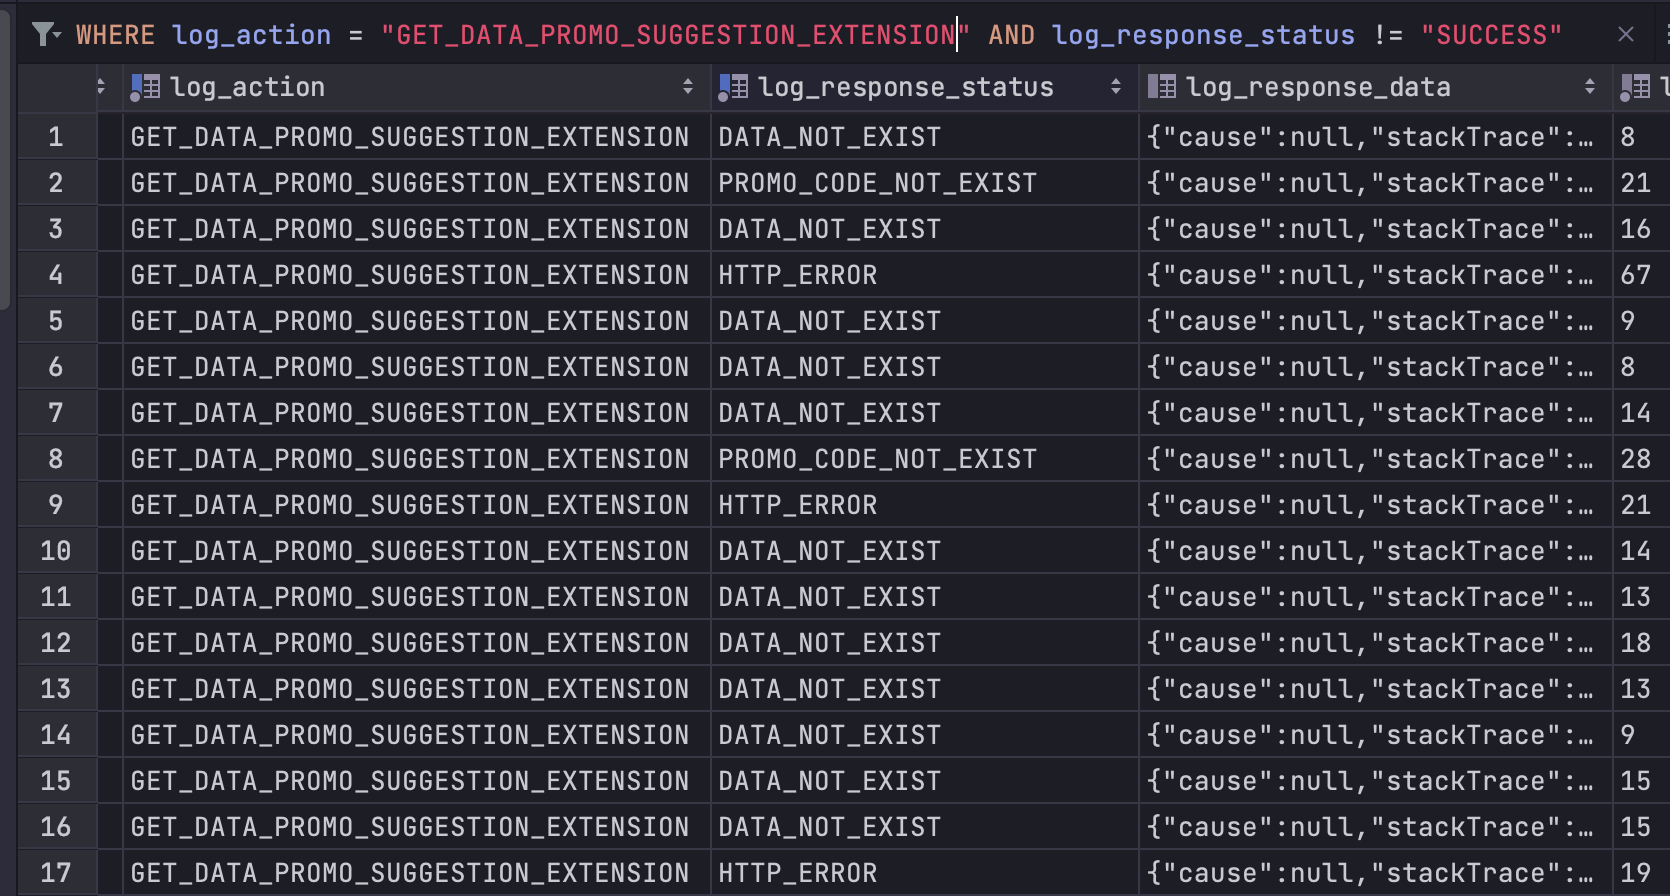 WHERE log_action = "GET_DATA_PROMO_SUGGESTION_EXTENSION" AND log_response_status != "SUCCESS"
log_action log_response_status log_response_data
1 GET_DATA_PROMO_SUGGESTION_EXTENSION DATA_NOT_EXIST {"cause":null,"stackTrace":… 8
2 GET_DATA_PROMO_SUGGESTION_EXTENSION PROMO_CODE_NOT_EXIST {"cause":null,"stackTrace":… 21
3 GET_DATA_PROMO_SUGGESTION_EXTENSION DATA_NOT_EXIST {"cause":null,"stackTrace":… 16
4 GET_DATA_PROMO_SUGGESTION_EXTENSION HTTP_ERROR {"cause":null,"stackTrace":… 67
5 GET_DATA_PROMO_SUGGESTION_EXTENSION DATA_NOT_EXIST {"cause":null,"stackTrace":… 9
6 GET_DATA_PROMO_SUGGESTION_EXTENSION DATA_NOT_EXIST {"cause":null,"stackTrace":… 8
7 GET_DATA_PROMO_SUGGESTION_EXTENSION DATA_NOT_EXIST {"cause":null,"stackTrace":… 14
8 GET_DATA_PROMO_SUGGESTION_EXTENSION PROMO_CODE_NOT_EXIST {"cause":null,"stackTrace":… 28
9 GET_DATA_PROMO_SUGGESTION_EXTENSION HTTP_ERROR {"cause":null,"stackTrace":… 21
10 GET_DATA_PROMO_SUGGESTION_EXTENSION DATA_NOT_EXIST {"cause":null,"stackTrace":… 14
11 GET_DATA_PROMO_SUGGESTION_EXTENSION DATA_NOT_EXIST {"cause":null,"stackTrace":… 13
12 GET_DATA_PROMO_SUGGESTION_EXTENSION DATA_NOT_EXIST {"cause":null,"stackTrace":… 18
13 GET_DATA_PROMO_SUGGESTION_EXTENSION DATA_NOT_EXIST {"cause":null,"stackTrace":… 13
14 GET_DATA_PROMO_SUGGESTION_EXTENSION DATA_NOT_EXIST {"cause":null,"stackTrace":… 9
15 GET_DATA_PROMO_SUGGESTION_EXTENSION DATA_NOT_EXIST {"cause":null,"stackTrace":… 15
16 GET_DATA_PROMO_SUGGESTION_EXTENSION DATA_NOT_EXIST {"cause":null,"stackTrace":… 15
17 GET_DATA_PROMO_SUGGESTION_EXTENSION HTTP_ERROR {"cause":null,"stackTrace":… 19